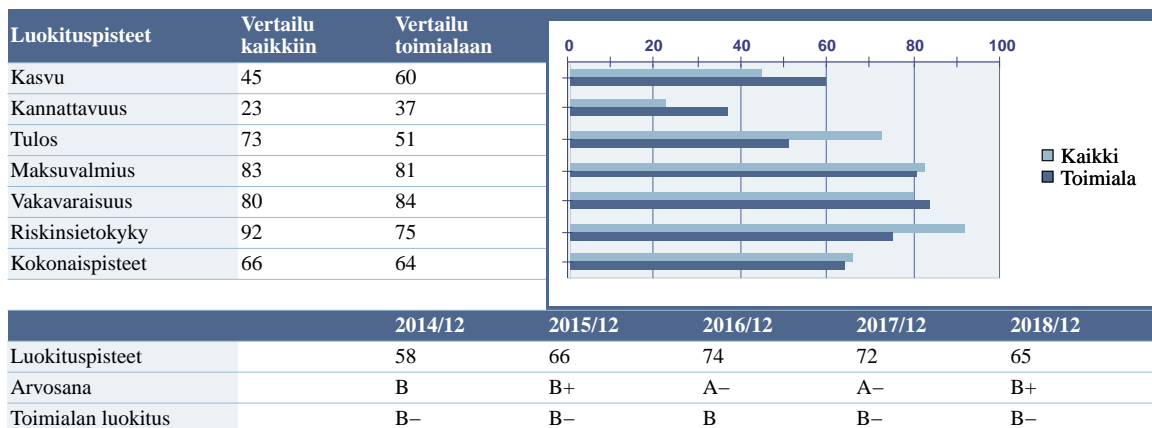 Luokituspisteet Vertailu kaikkiin Vertailu toimialaan
0 20 40 60 80 100
Kasvu 45 60
Kannattavuus 23 37
Tulos 73 51
Maksuvalmius 83 81
Vakavaraisuus 80 84
Riskinsietokyky 92 75
Kokonaispisteet 66 64
Kaikki
Toimiala
2014/12 2015/12 2016/12 2017/12 2018/12
Luokituspisteet 58 66 74 72 65
Arvosana B B+ A− A− B+
Toimialan luokitus B− B− B B− B−